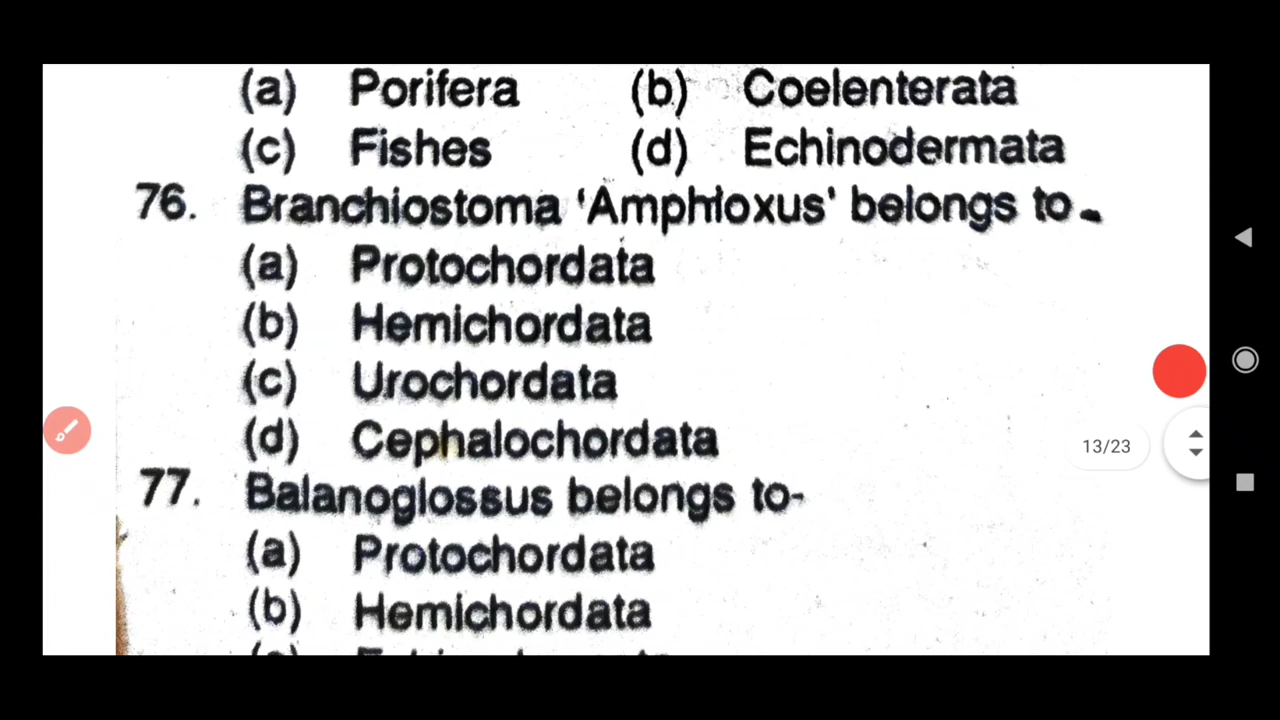 (a) Porifera (b) Coelenterata
(c) Fishes (d) Echinodermata
76. Branchiostoma 'Amphioxus' belongs to-
(a) Protochordata
(b) Hemichordata
(c) Urochordata
(d) Cephalochordata
13/23
77. Balanoglossus belongs to-
(a) Protochordata
(b) Hemichordata